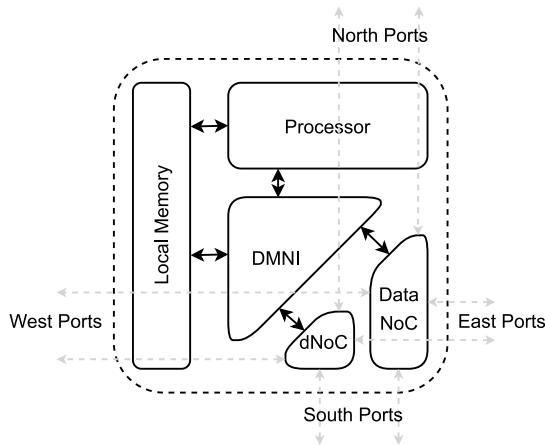 North Ports
Processor
Local Memory
DMNI
Data
NoC
West Ports
East Ports
dNoC
South Ports